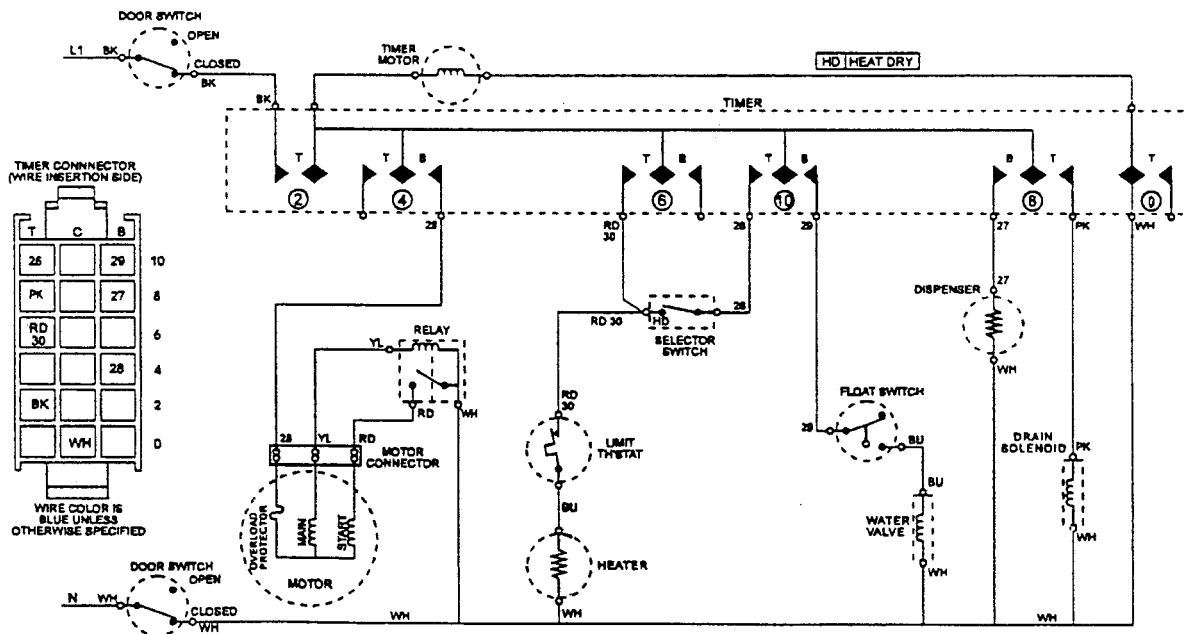 DOOR SWITCH
OPEN
L1 BK
CLOSED
BK
TIMER
MOTOR
HD HEAT DRY
BK
TIMER
T T B T B T B B T T
2 4 6 10 8 0
28 RD
30 26 29 27 PK WH
TIMER CONNNECTOR
(WIRE INSERTION SIDE)
T C B
29 10
PK 27 8
RD
30 6
28 4
BK 2
WH 0
WIRE COLOR IS
BLUE UNLESS
OTHERWISE SPECIFIED
RELAY
YL
RD WH
28 YL RD
MOTOR
CONNECTOR
OVERLOAD
PROTECTOR
MAIN
START
MOTOR
RD 30 HD 26
SELECTOR
SWITCH
RD
30
LIMIT
TH'STAT
BU
HEATER
WH
27
DISPENSER
WH
FLOAT SWITCH
29
BU
BU
WATER
VALVE
WH
DRAIN
SOLENOID
PK
WH
DOOR SWITCH
OPEN
N WH
CLOSED
WH
WH
WH